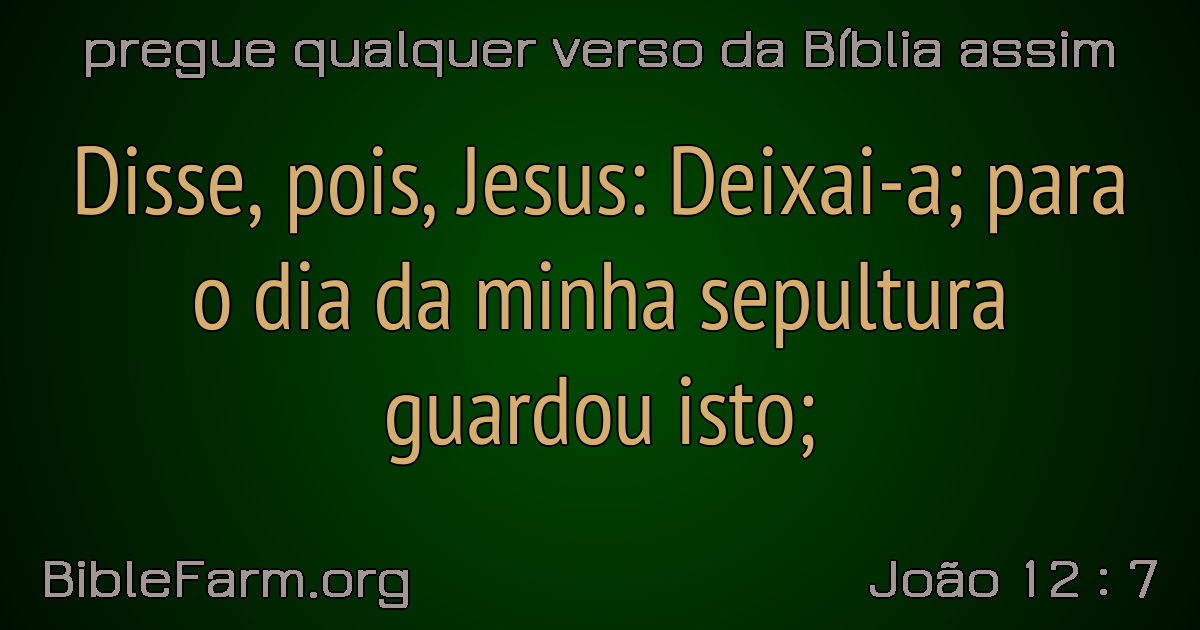 pregue qualquer verso da Bíblia assim
Disse, pois, Jesus: Deixai-a; para
o dia da minha sepultura
guardou isto;
BibleFarm.org
João 12 : 7